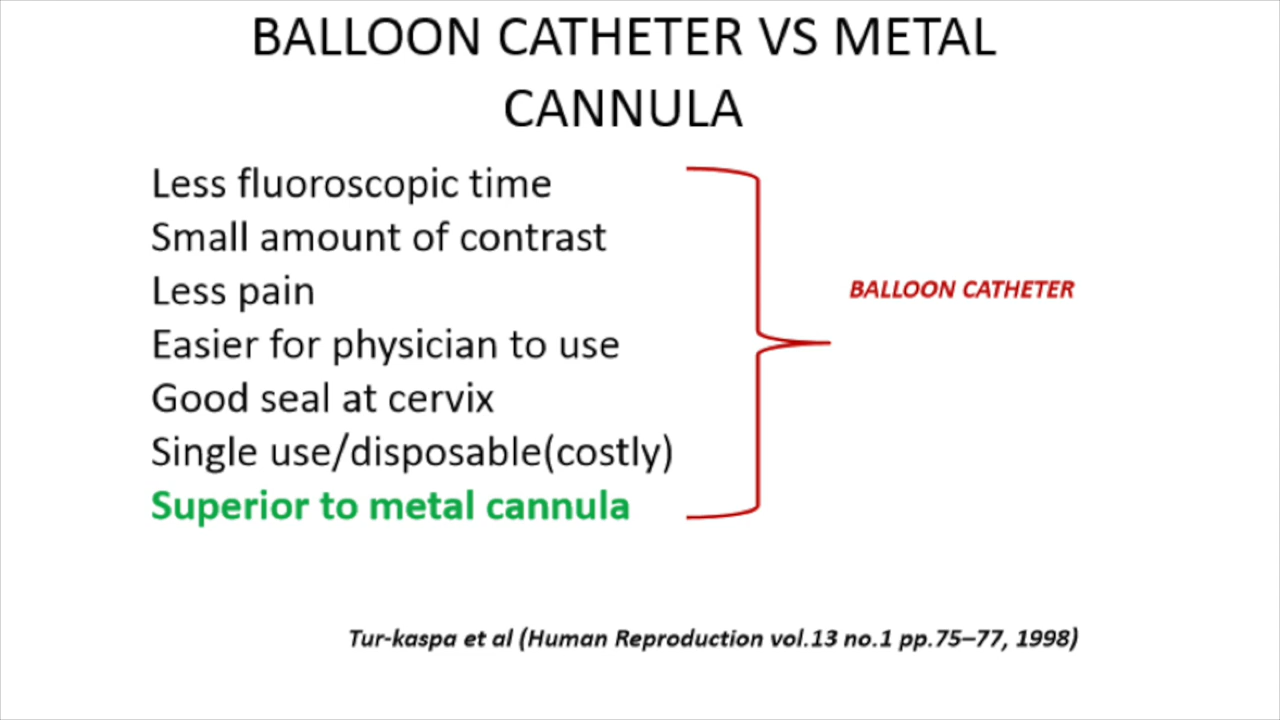 BALLOON CATHETER VS METAL
CANNULA
Less fluoroscopic time
Small amount of contrast
Less pain
BALLOON CATHETER
Easier for physician to use
Good seal at cervix
Single use/disposable(costly)
Superior to metal cannula
Tur-kaspa et al (Human Reproduction vol.13 no.1 pp.75–77, 1998)